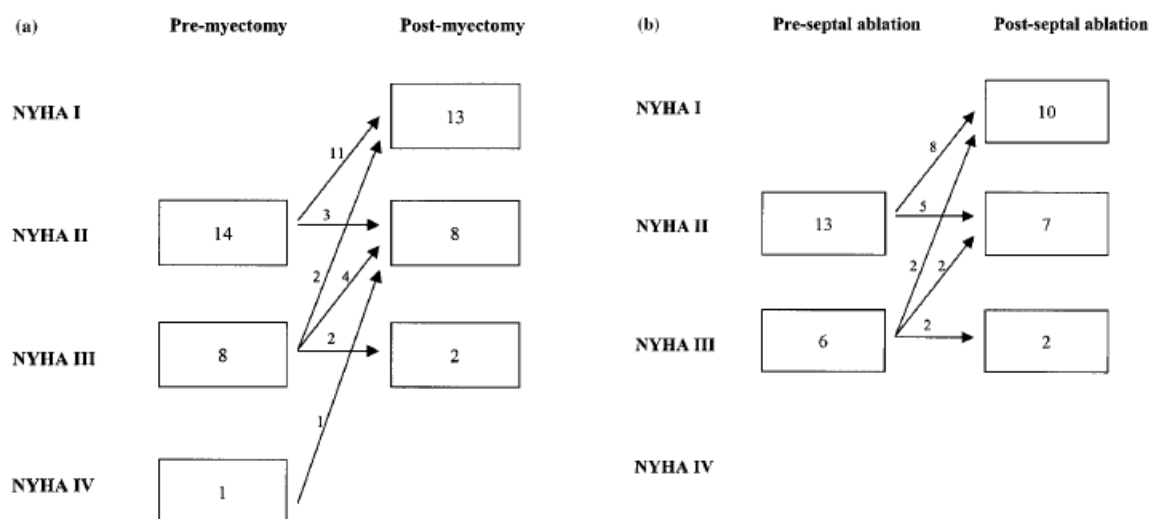 (a) Pre-myectomy Post-myectomy
NYHA I 13
11
NYHA II 14 3 8
2 4
NYHA III 8 2 2
1
NYHA IV 1
(b) Pre-septal ablation Post-septal ablation
NYHA I 10
8
NYHA II 13 5 7
2 2
NYHA III 6 2 2
NYHA IV